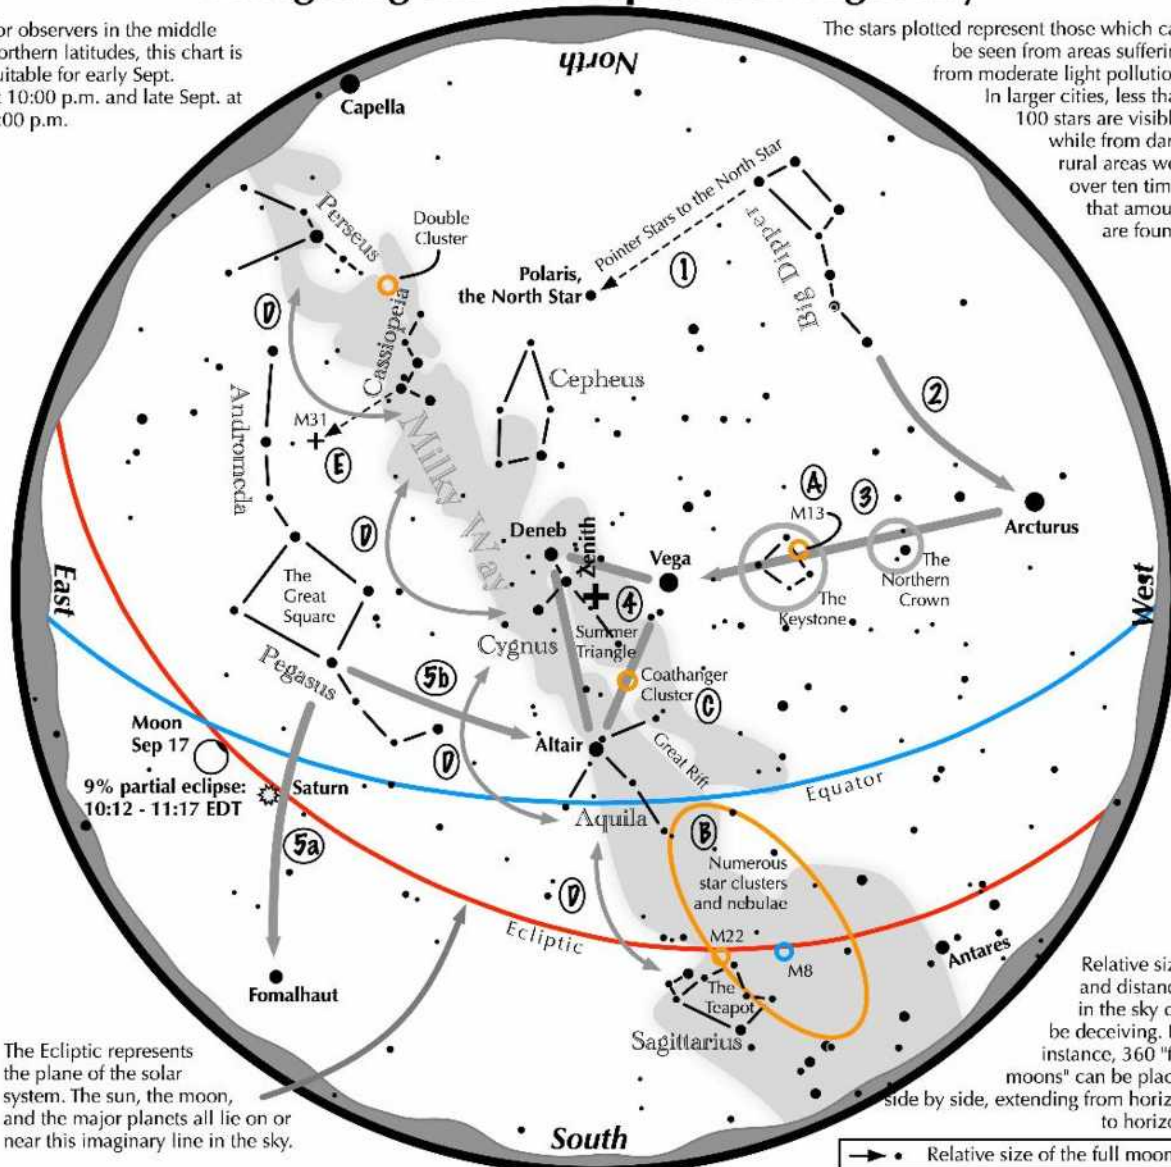 or observers in the middle
orthern latitudes, this chart is
uitable for early Sept.
10:00 p.m. and late Sept. at
:00 p.m.
The stars plotted represent those which ca
be seen from areas sufferin
from moderate light pollutio
In larger cities, less tha
100 stars are visibl
while from dar
rural areas we
over ten tim
that amou
are foun
North
Capella
Perseus
Double
Cluster
Pointer Stars to the North Star
Polaris,
the North Star
1
Big Dipper
D
Cassiopeia
Cepheus
Andromeda
M31
E
2
Milky Way
A
3
M13
Arcturus
D
Deneb
Zenith
Vega
The
Northern
Crown
East
West
The
Great
Square
The
Keystone
4
Cygnus
Summer
Triangle
Pegasus
5b
Coathanger
Cluster
C
Moon
Sep 17
D
Altair
Great Rift
9% partial eclipse:
10:12 - 11:17 EDT
Saturn
Equator
Aquila
5a
B
Numerous
star clusters
and nebulae
D
Ecliptic
M22
M8
Antares
Fomalhaut
The
Teapot
Sagittarius
Relative siz
and distanc
in the sky c
be deceiving.
instance, 360 "f
moons" can be plac
side by side, extending from horiz
to horizo
The Ecliptic represents
the plane of the solar
system. The sun, the moon,
and the major planets all lie on or
near this imaginary line in the sky.
South
Relative size of the full moon